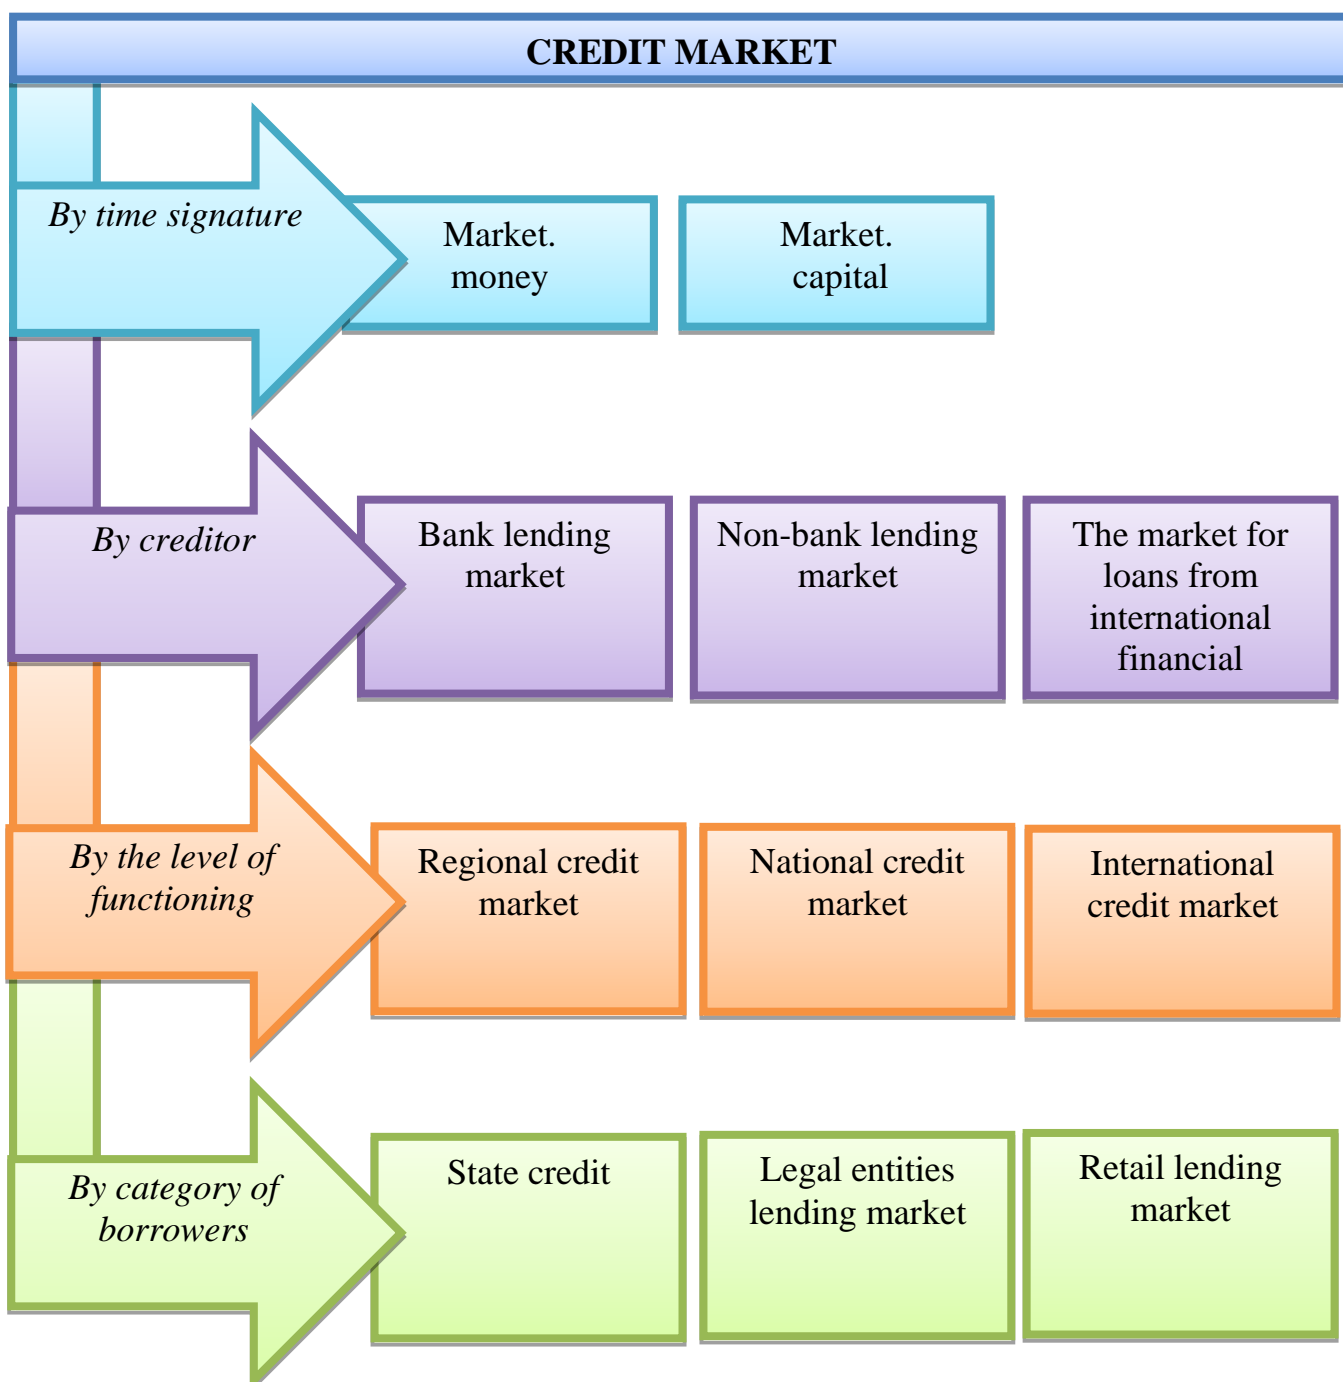 CREDIT MARKET
By time signature
Market.
money
Market.
capital
By creditor
Bank lending
market
Non-bank lending
market
The market for
loans from
international
financial
By the level of
functioning
Regional credit
market
National credit
market
International
credit market
By category of
borrowers
State credit
Legal entities
lending market
Retail lending
market